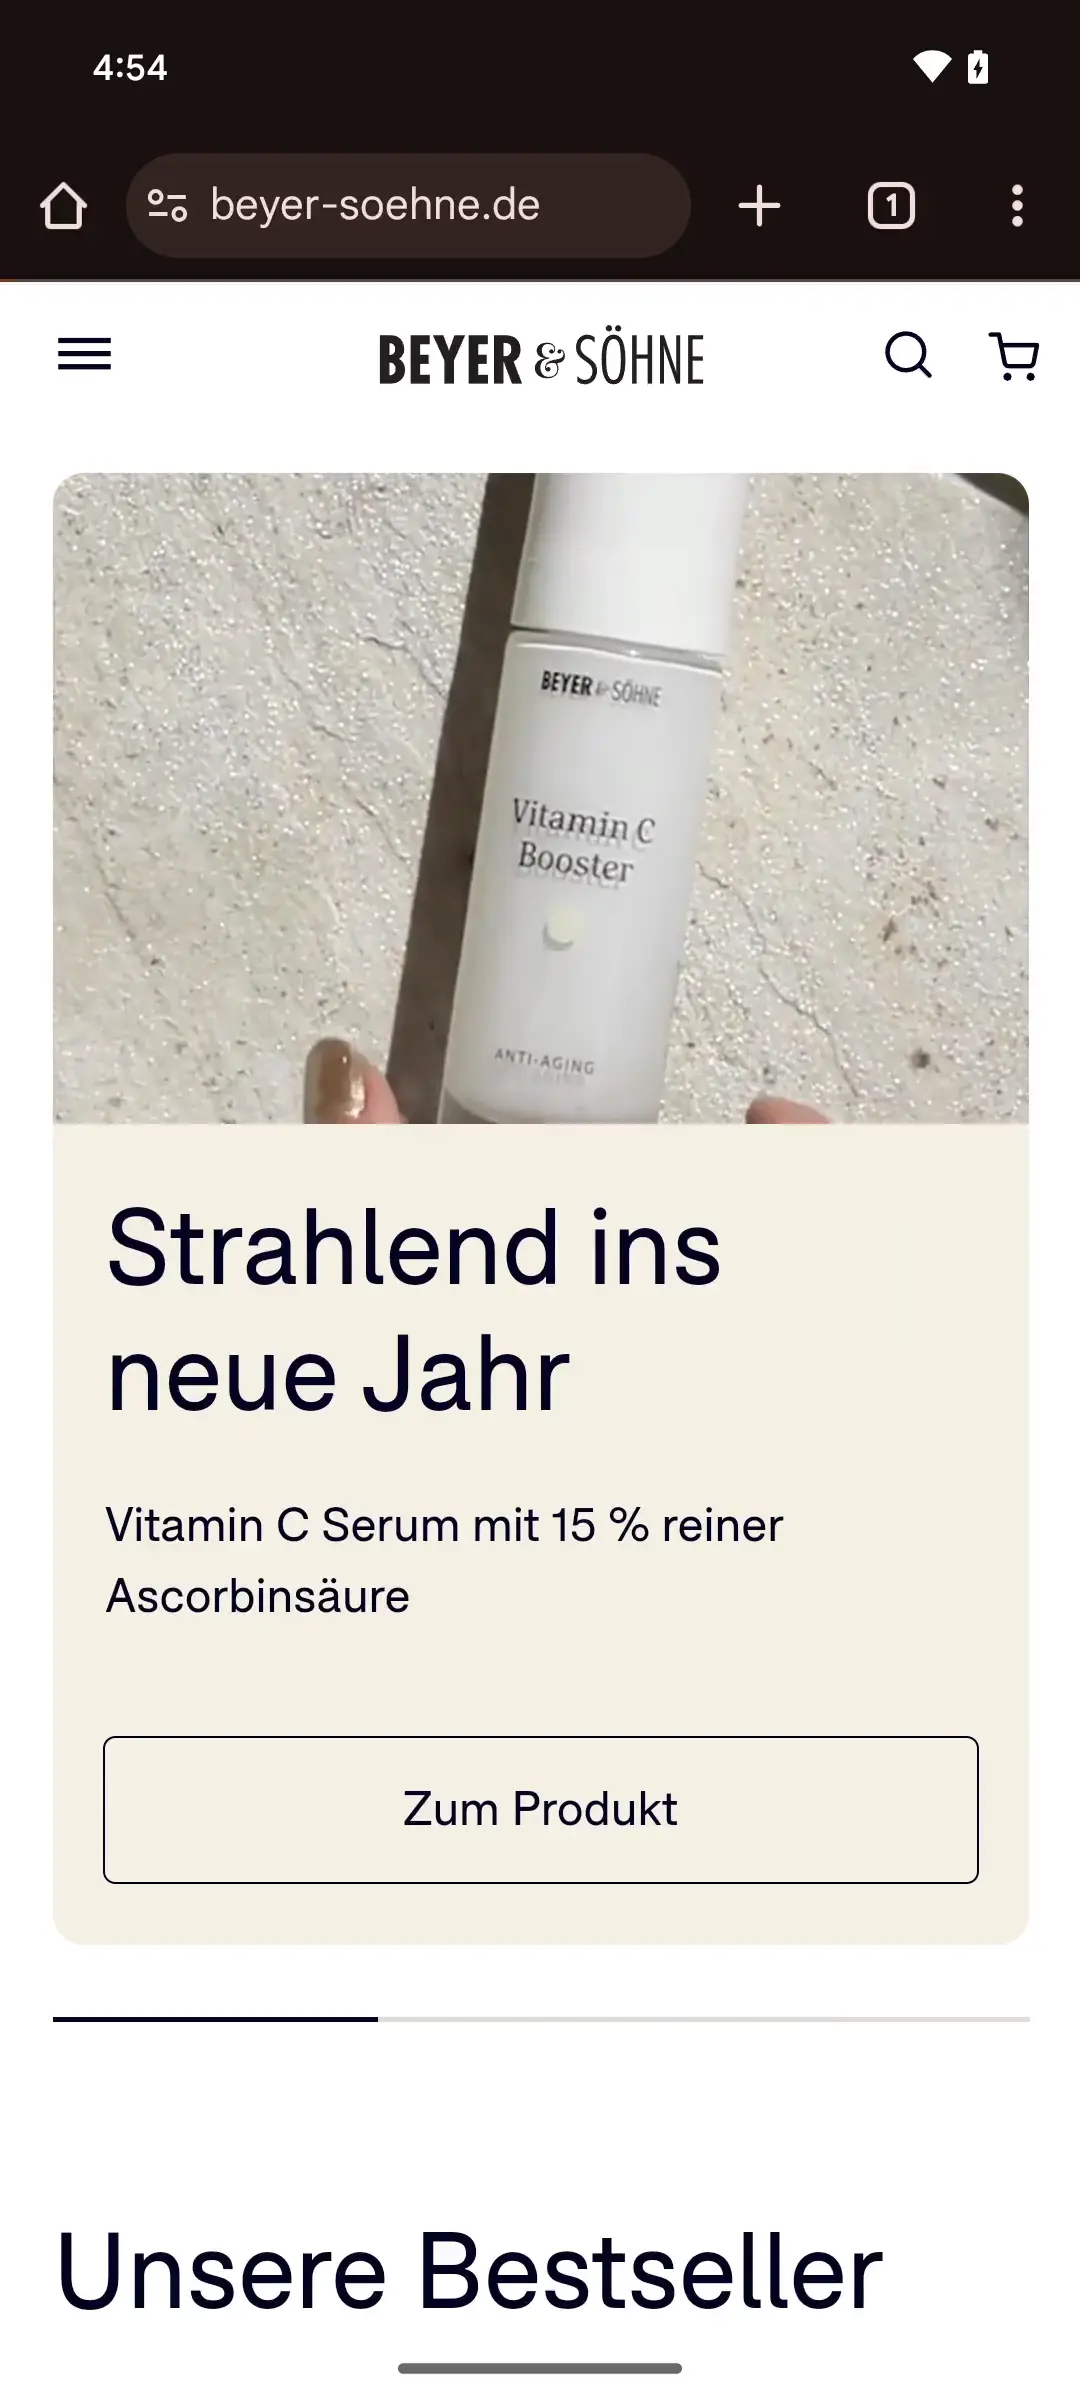 4:54
beyer-soehne.de
1
BEYER & SÖHNE
BEYER & SÖHNE
Vitamin C
Booster
ANTI-AGING
Strahlend ins
neue Jahr
Vitamin C Serum mit 15 % reiner
Ascorbinsäure
Zum Produkt
Unsere Bestseller